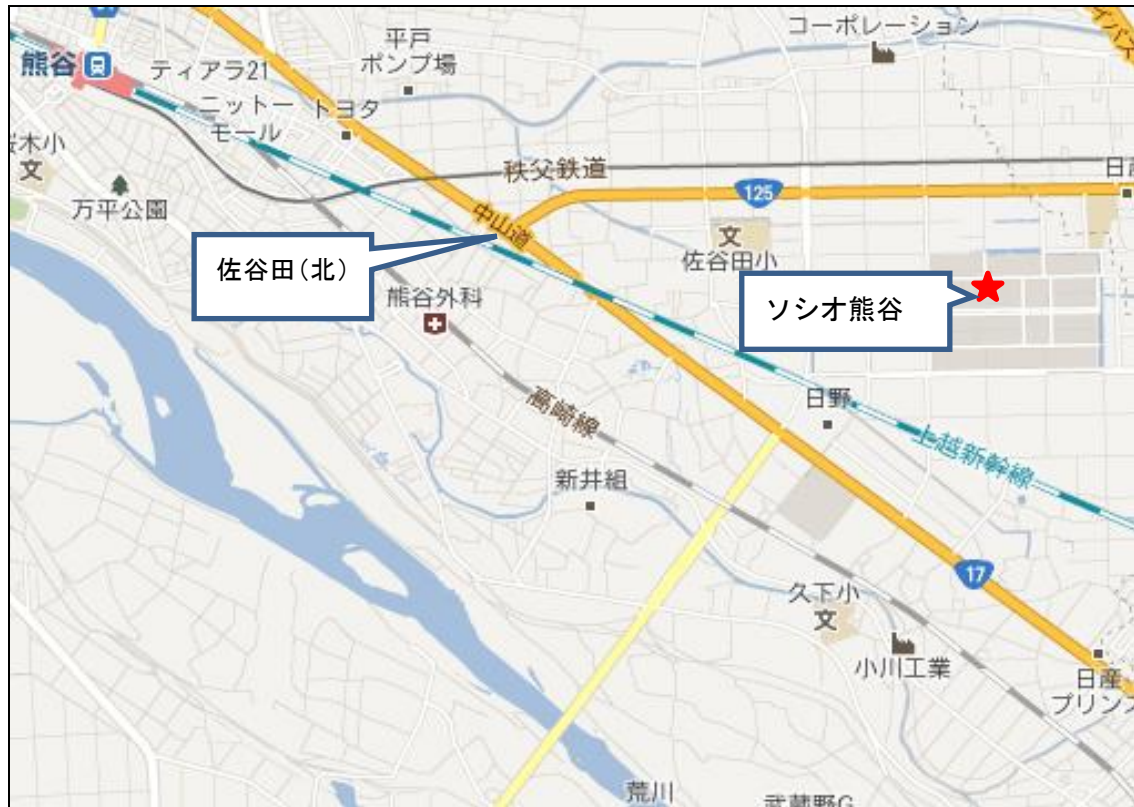 コーポレーション
平戸
ポンプ場
熊谷
ティアラ21
ニットー
モール
トヨタ
木小
文
万平公園
秩父鉄道
125
中山道
文
佐谷田小
佐谷田(北)
熊谷外科
ソシオ熊谷
高崎線
日野
上越新幹線
新井組
17
久下小
文
小川工業
日産
プリンス
荒川